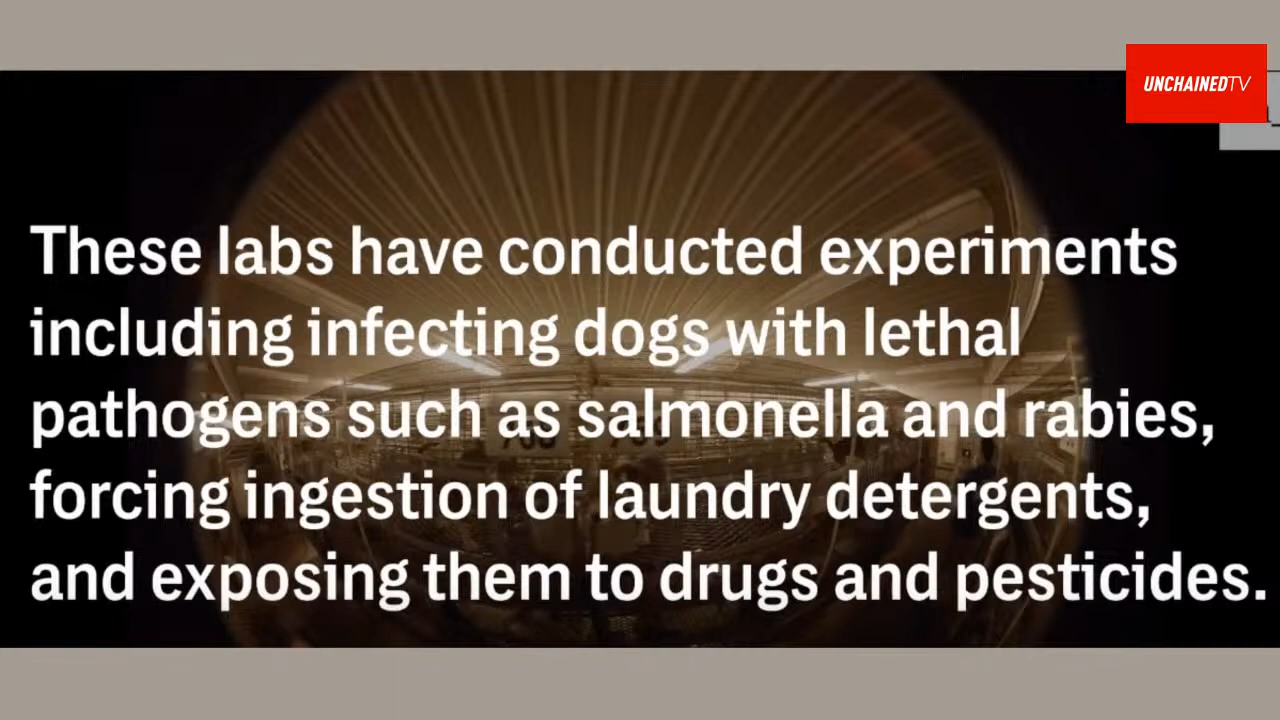 UNCHAINEDTV
These labs have conducted experiments
including infecting dogs with lethal
pathogens such as salmonella and rabies,
forcing ingestion of laundry detergents,
and exposing them to drugs and pesticides.